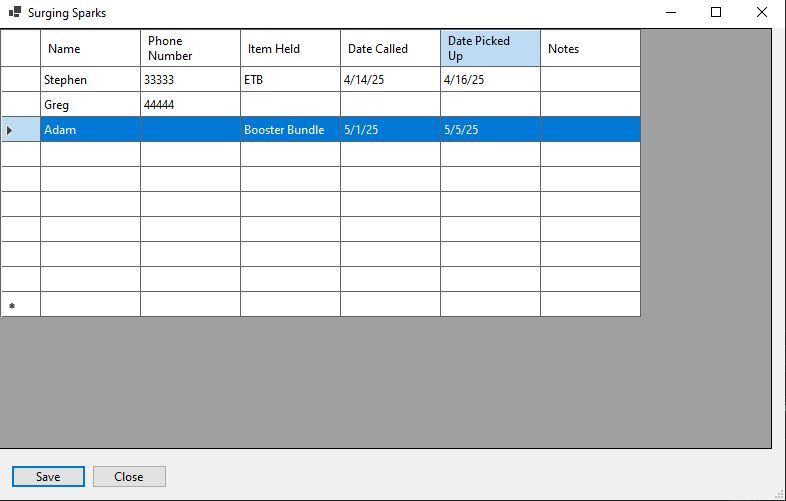 Surging Sparks
Name Phone Number Item Held Date Called Date Picked Up Notes
Stephen 33333 ETB 4/14/25 4/16/25
Greg 44444
Adam Booster Bundle 5/1/25 5/5/25
*
Save Close